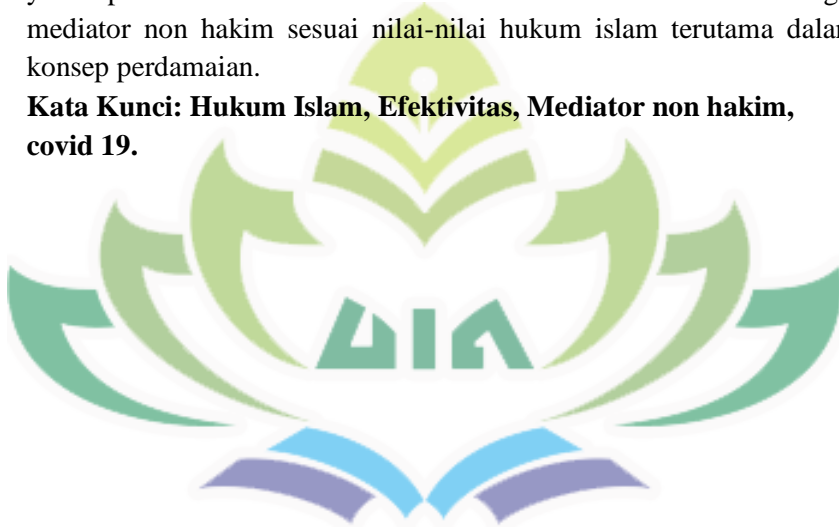 mediator non hakim sesuai nilai-nilai hukum islam terutama
konsep perdamaian.
Kata Kunci: Hukum Islam, Efektivitas, Mediator non hakim,
covid 19.
UIN